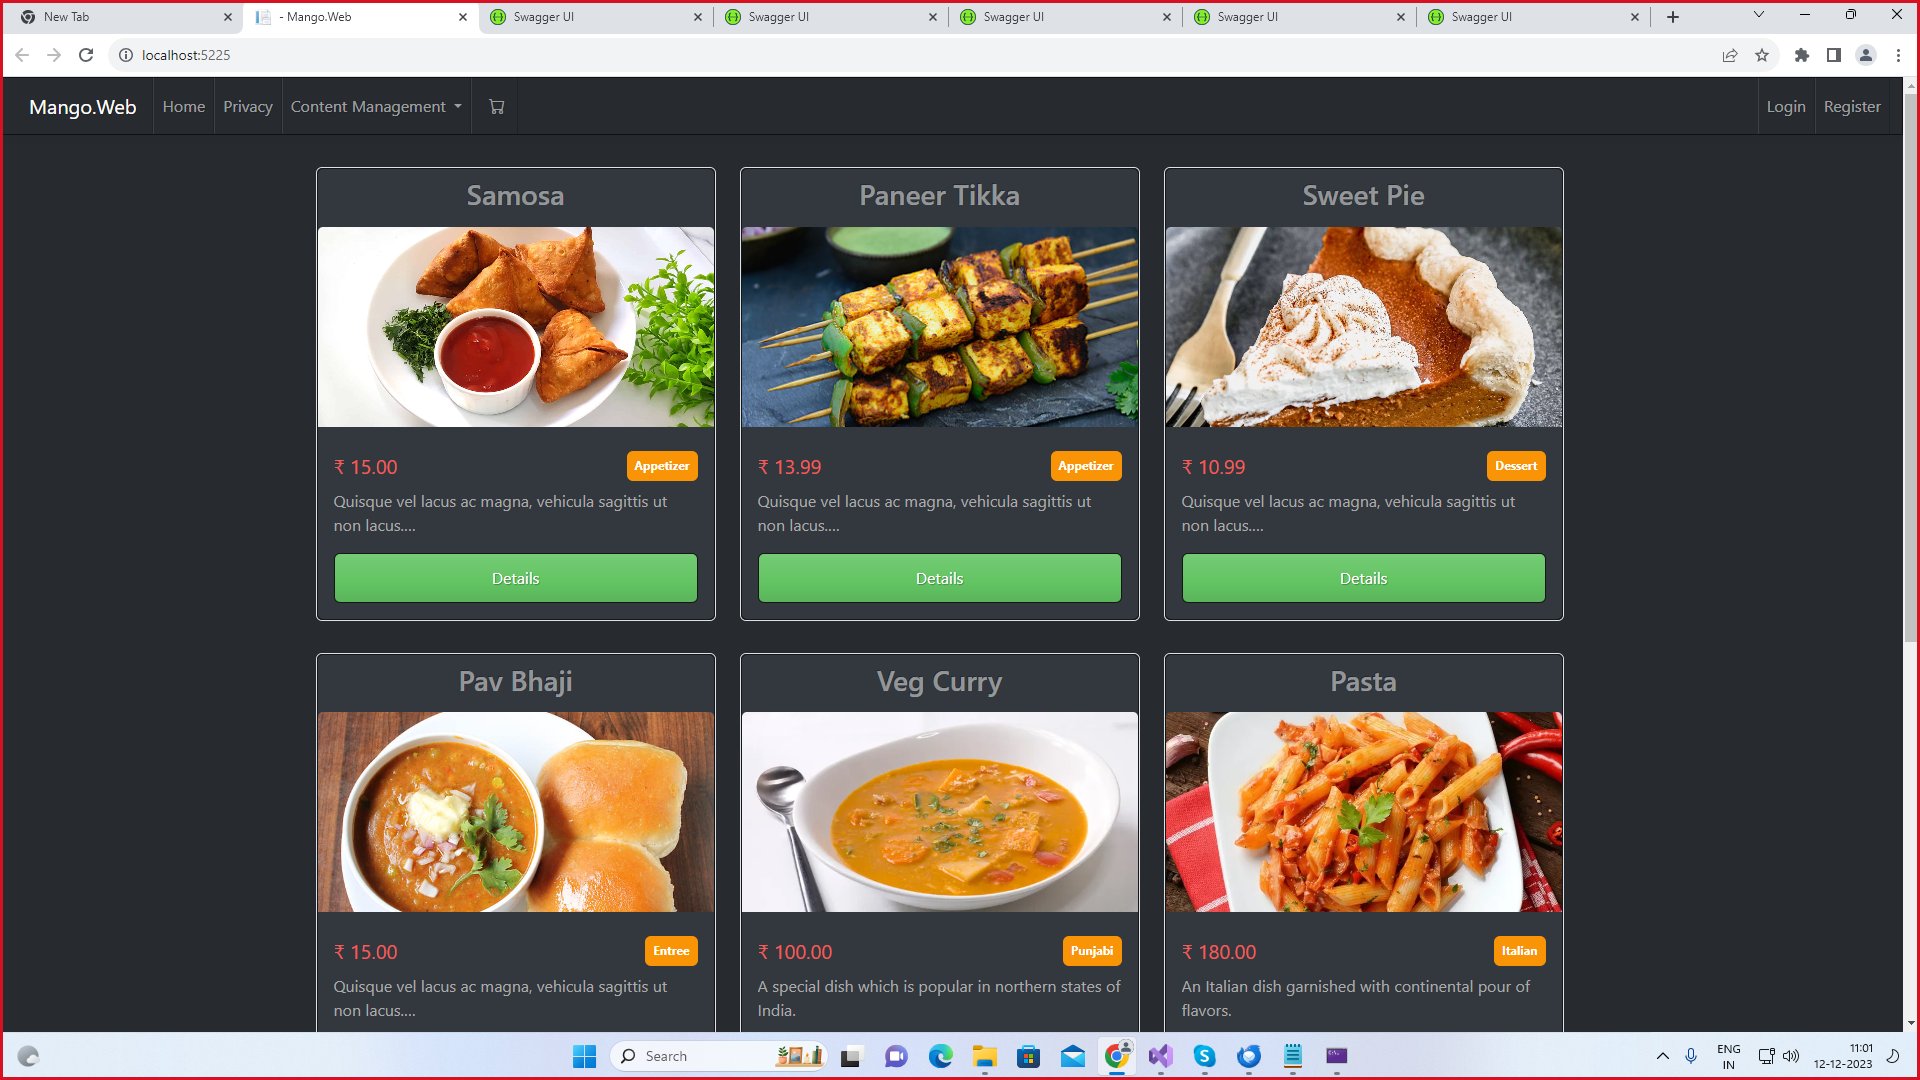 New Tab
- Mango.Web
Swagger UI
Swagger UI
Swagger UI
Swagger UI
Swagger UI
localhost:5225
Mango.Web
Home
Privacy
Content Management
Login
Register
Samosa
Paneer Tikka
Sweet Pie
₹ 15.00
Appetizer
₹ 13.99
Appetizer
₹ 10.99
Dessert
Quisque vel lacus ac magna, vehicula sagittis ut
non lacus....
Quisque vel lacus ac magna, vehicula sagittis ut
non lacus....
Quisque vel lacus ac magna, vehicula sagittis ut
non lacus....
Details
Details
Details
Pav Bhaji
Veg Curry
Pasta
₹ 15.00
Entree
₹ 100.00
Punjabi
₹ 180.00
Italian
Quisque vel lacus ac magna, vehicula sagittis ut
non lacus....
A special dish which is popular in northern states of
India.
An Italian dish garnished with continental pour of
flavors.
Search
ENG
IN
11:01
12-12-2023